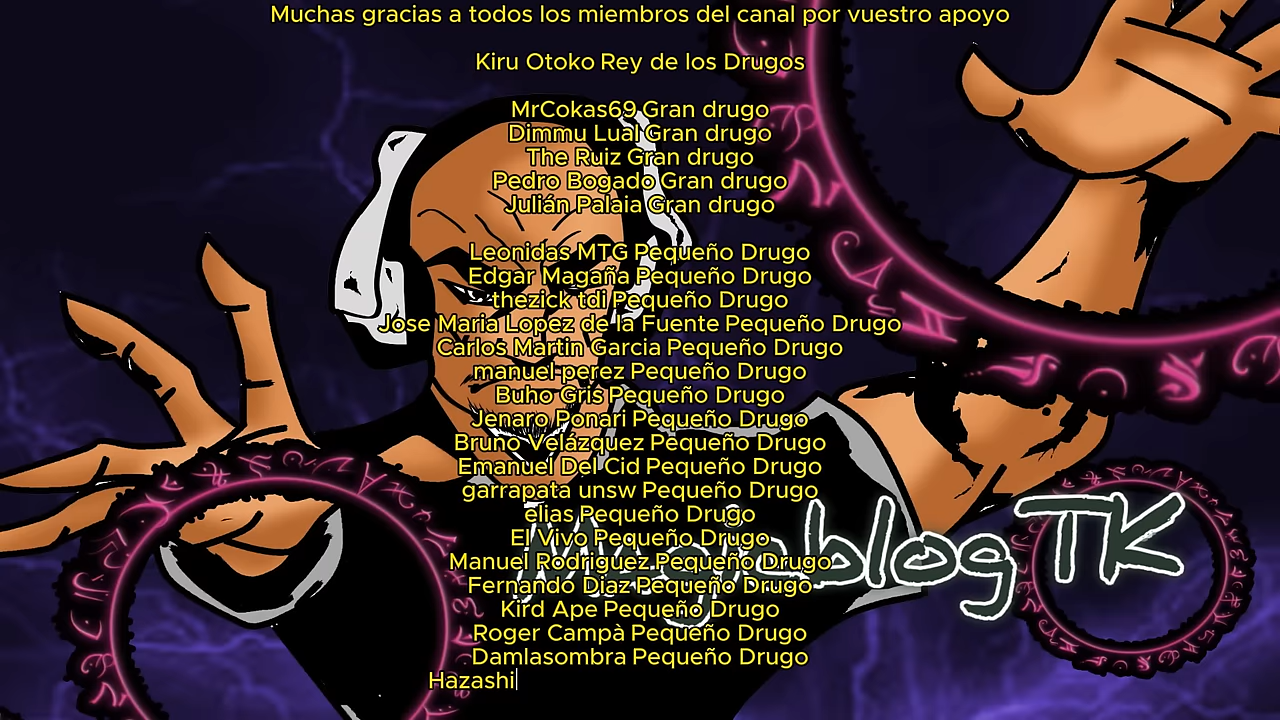 Muchas gracias a todos los miembros del canal por vuestro apoyo
Kiru Otoko Rey de los Drugos
MrCokas69 Gran drugo
Dimmu Lual Gran drugo
The Ruiz Gran drugo
Pedro Bogado Gran drugo
Julián Palaia Gran drugo
Leonidas MTG Pequeño Drugo
Edgar Magaña Pequeño Drugo
thezick tdi Pequeño Drugo
Jose Maria Lopez de la Fuente Pequeño Drugo
Carlos Martin Garcia Pequeño Drugo
manuel perez Pequeño Drugo
Buho Gris Pequeño Drugo
Jenaro Ponari Pequeño Drugo
Bruno Velázquez Pequeño Drugo
Emanuel Del Cid Pequeño Drugo
garrapata unsw Pequeño Drugo
elias Pequeño Drugo
El Vivo Pequeño Drugo
Manuel Rodriguez Pequeño Drugo
Fernando Diaz Pequeño Drugo
Kird Ape Pequeño Drugo
Roger Campà Pequeño Drugo
Damlasombra Pequeño Drugo
Hazashi
TK